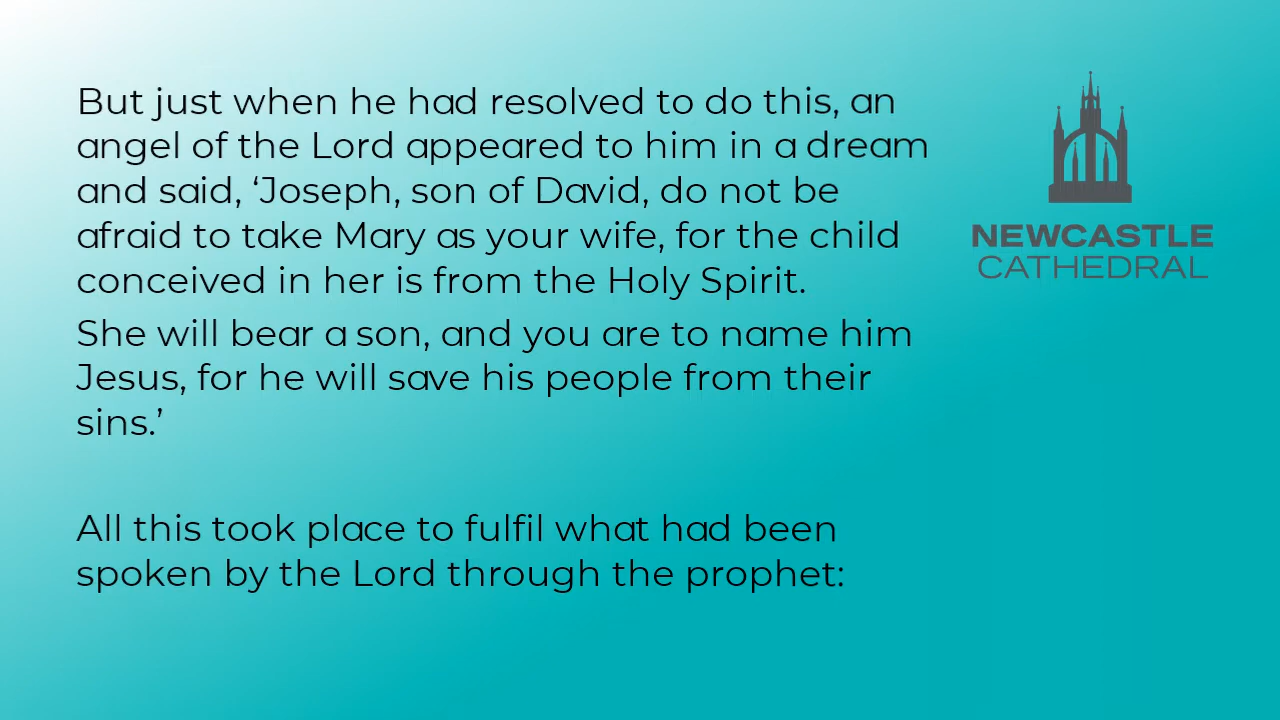 But just when he had resolved to do this, an
angel of the Lord appeared to him in a dream
and said, ‘Joseph, son of David, do not be
afraid to take Mary as your wife, for the child
conceived in her is from the Holy Spirit.
She will bear a son, and you are to name him
Jesus, for he will save his people from their
sins.’
All this took place to fulfil what had been
spoken by the Lord through the prophet:
NEWCASTLE
CATHEDRAL